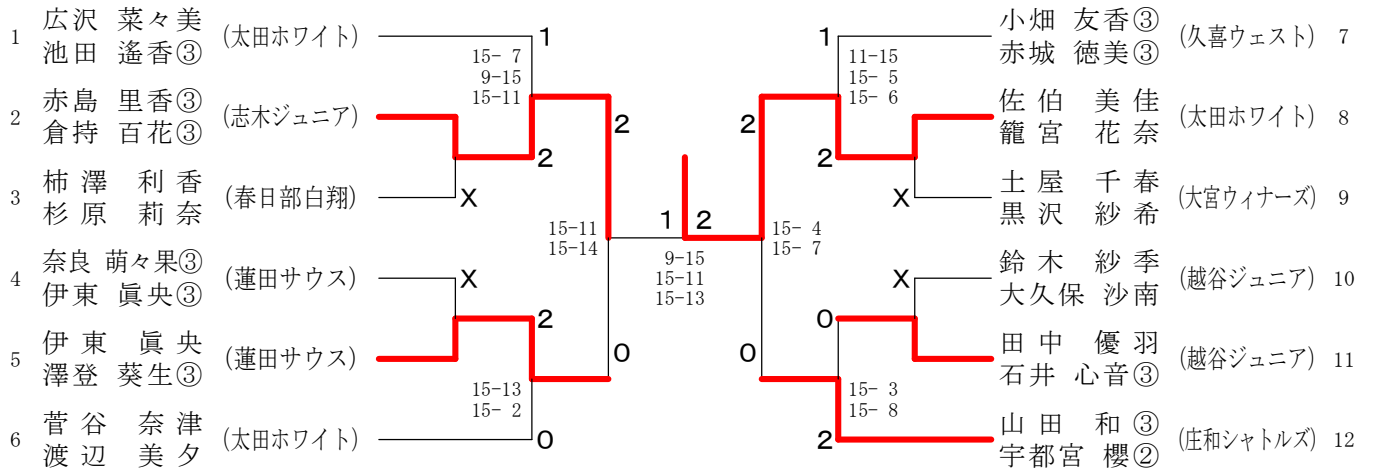 1 広沢 菜々美 (太田ホワイト)
池田 遙香③
2 赤島 里香③ (志木ジュニア)
倉持 百花③
3 柿澤 利香 (春日部白翔)
杉原 莉奈
4 奈良 萌々果③ (蓮田サウス)
伊東 眞央③
5 伊東 眞央 (蓮田サウス)
澤登 葵生③
6 菅谷 奈津 (太田ホワイト)
渡辺 美夕
1
15- 7
9-15
15-11
2
X
2
15-11
15-14
X
2
0
15-13
15- 2
0
1 2
9-15
15-11
15-13
1
11-15
15- 5
15- 6
2
2
X
15- 4
15- 7
X
0
0
15- 3
15- 8
2
小畑 友香③ (久喜ウェスト) 7
赤城 徳美③
佐伯 美佳 (太田ホワイト) 8
籠宮 花奈
土屋 千春 (大宮ウィナーズ) 9
黒沢 紗希
鈴木 紗季 (越谷ジュニア) 10
大久保 沙南
田中 優羽 (越谷ジュニア) 11
石井 心音③
山田 和③ (庄和シャトルズ) 12
宇都宮 櫻②